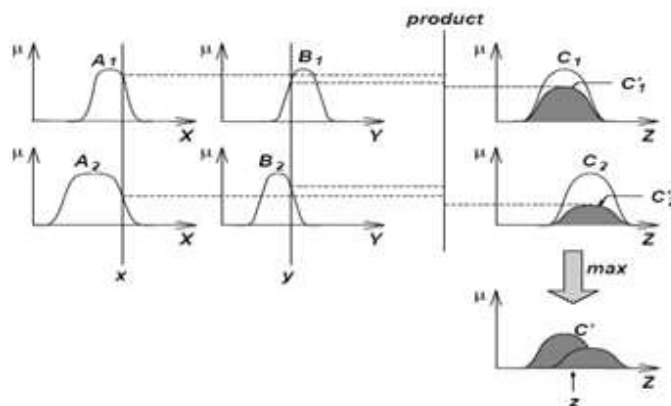 product
μ A₁ μ B₁ μ C₁ C'₁
X Y Z
μ A₂ μ B₂ μ C₂ C'₂
X Y Z
x y
max
μ C'
Z
z